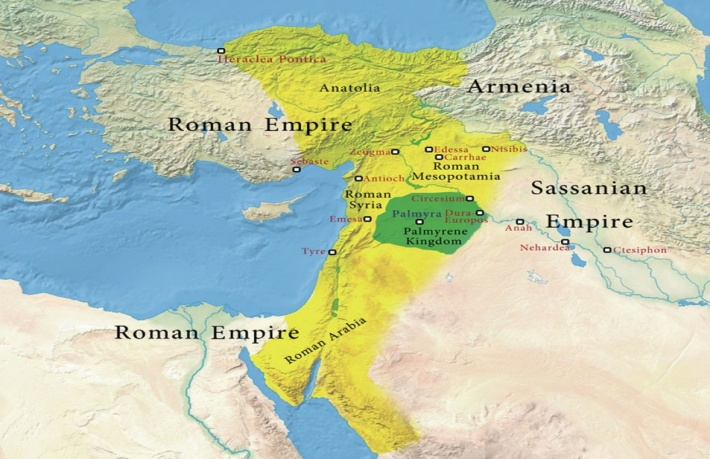 Heraclea Pontica
Anatolia
Armenia
Roman Empire
Zeugma
Edessa
Nisibis
Carrhae
Sebaste
Roman
Mesopotamia
Antioch
Roman
Syria
Sassanian
Empire
Circesium
Emesa
Palmyra
Dura-
Europos
Palmyrene
Kingdom
Anah
Nehardea
Ctesiphon
Tyre
Roman Empire
Roman Arabia